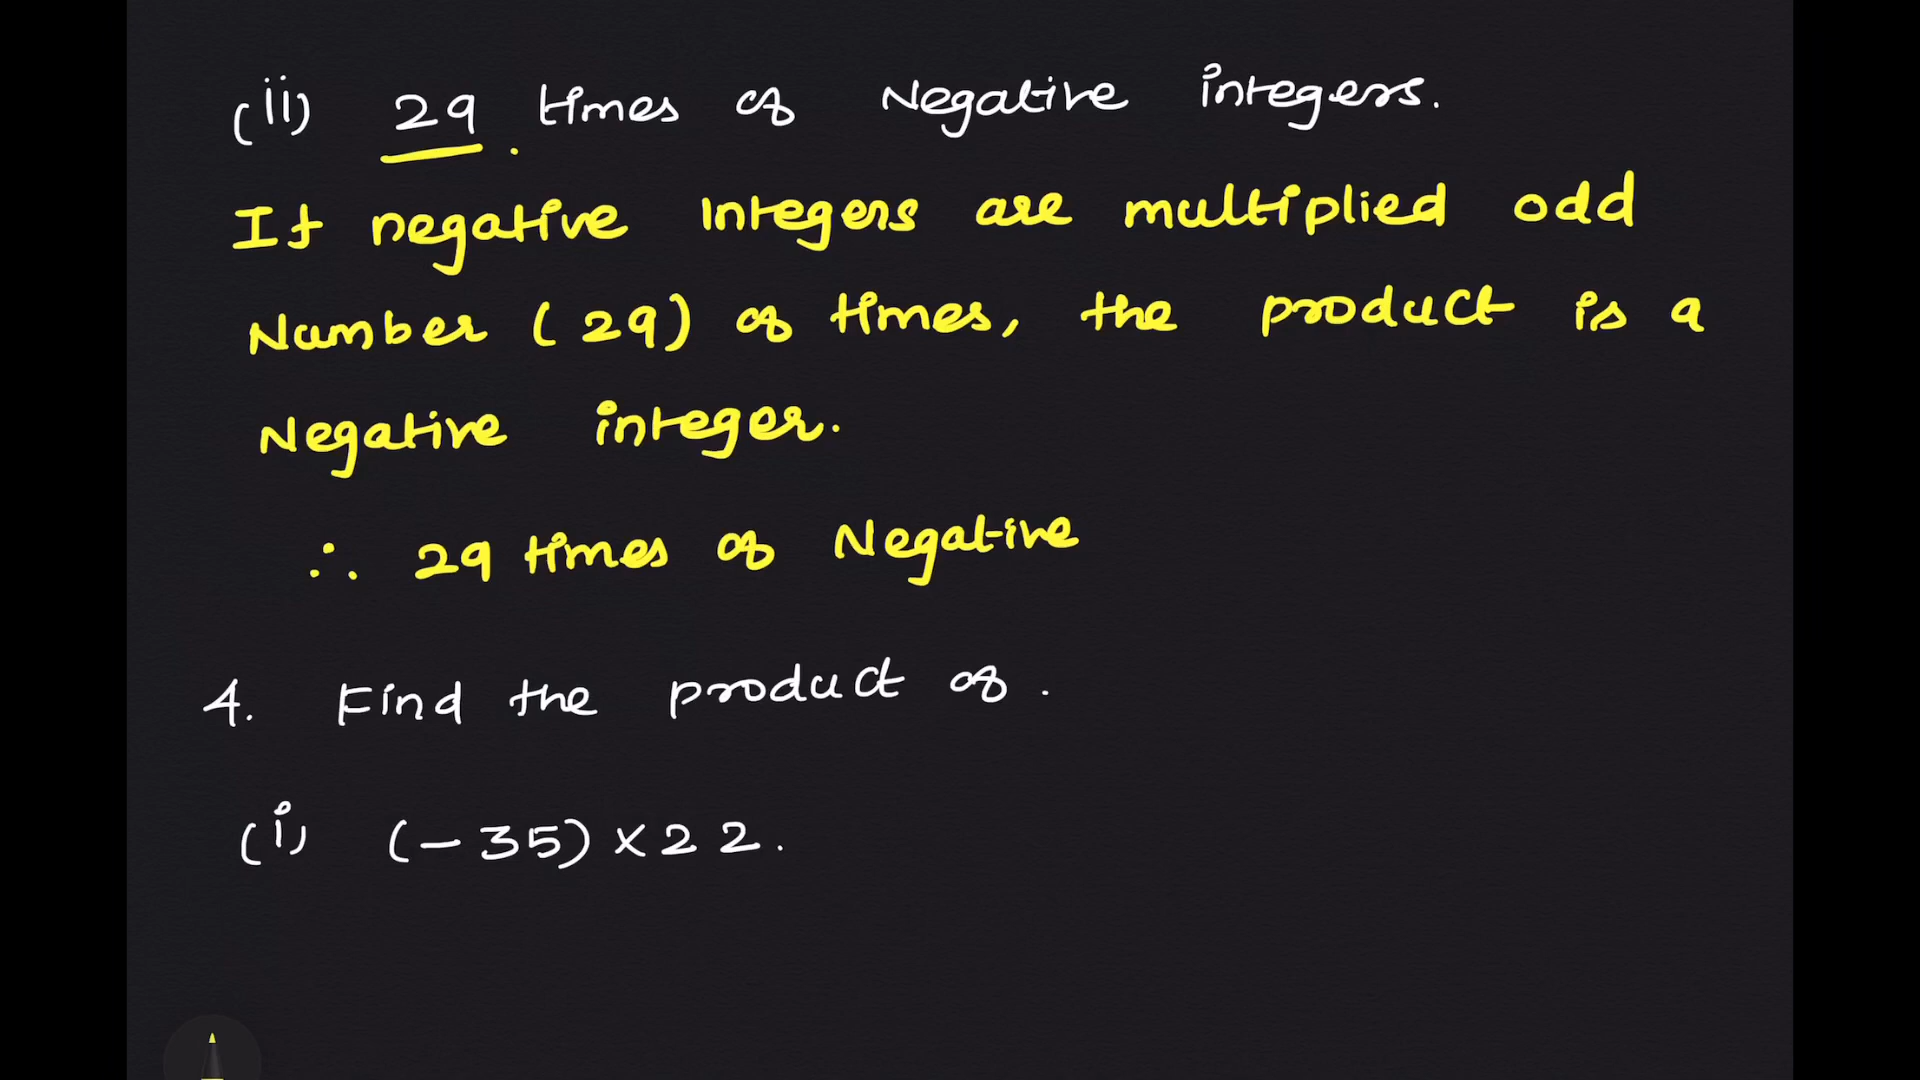 (ii) 29 times of Negative integers.
If negative Integers are multiplied odd
Number (29) of times, the product is a
Negative integer.
∴ 29 times of Negative
4. Find the product of .
(i) (-35) × 22.